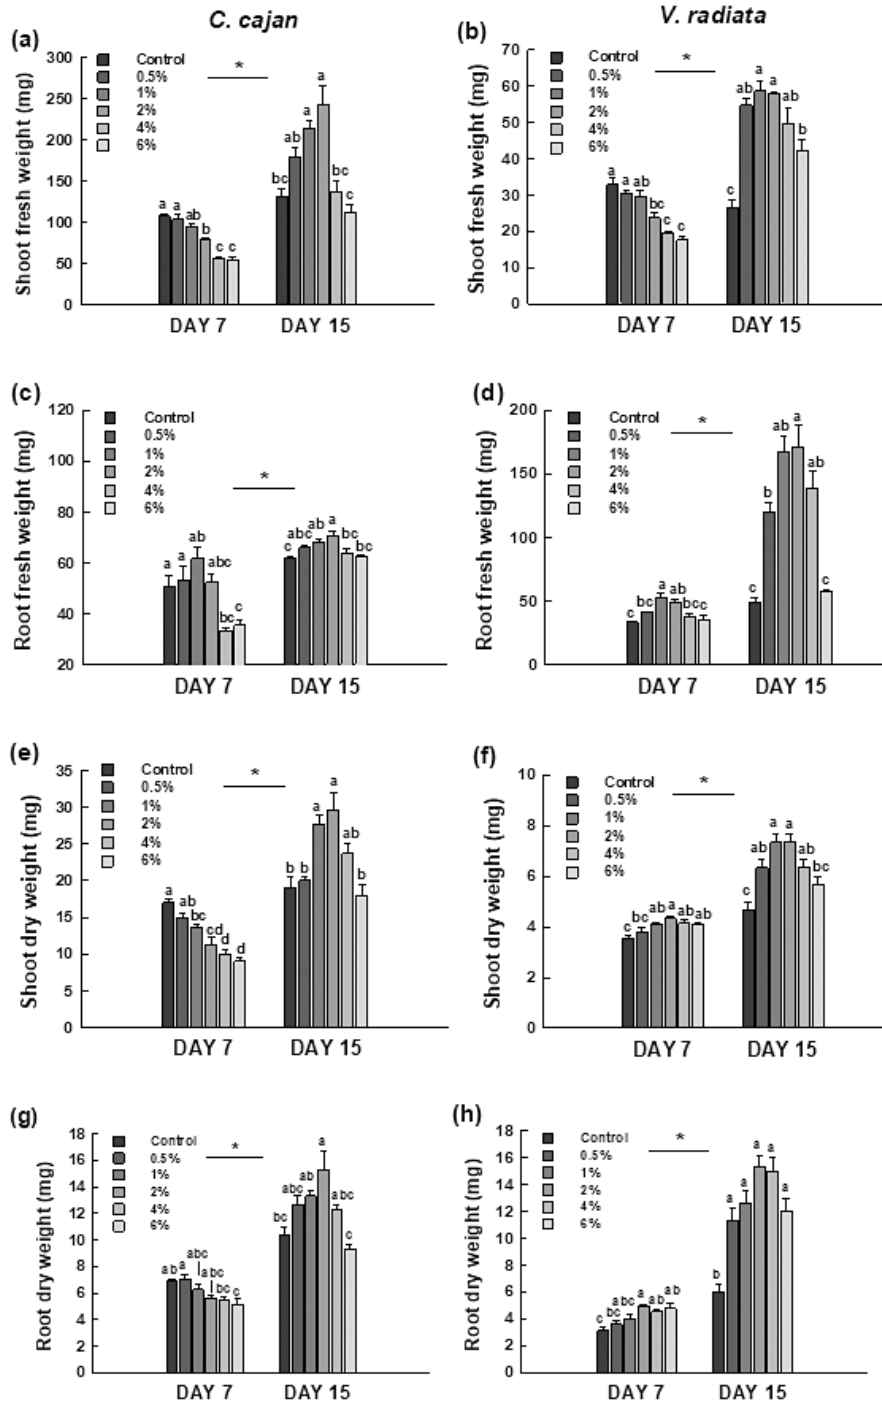 C. cajan
V. radiata
(a)
Shoot fresh weight (mg)
300
250
200
150
100
50
0
Control
0.5%
1%
2%
4%
6%
*
a a ab b c c
bc ab a a bc c
DAY 7 DAY 15
(b)
Shoot fresh weight (mg)
70
60
50
40
30
20
10
0
Control
0.5%
1%
2%
4%
6%
*
a a ab bc c c
c ab a a ab b
DAY 7 DAY 15
(c)
Root fresh weight (mg)
120
100
80
60
40
20
Control
0.5%
1%
2%
4%
6%
*
a a ab abc bc c
c abc ab a bc bc
DAY 7 DAY 15
(d)
Root fresh weight (mg)
200
150
100
50
0
Control
0.5%
1%
2%
4%
6%
*
c bc a ab bc c
c b ab a ab c
DAY 7 DAY 15
(e)
Shoot dry weight (mg)
35
30
25
20
15
10
5
0
Control
0.5%
1%
2%
4%
6%
*
a ab bc cd d d
b b a a ab b
DAY 7 DAY 15
(f)
Shoot dry weight (mg)
10
8
6
4
2
0
Control
0.5%
1%
2%
4%
6%
*
c bc ab a ab ab
c ab a a ab bc
DAY 7 DAY 15
(g)
Root dry weight (mg)
18
16
14
12
10
8
6
4
2
0
Control
0.5%
1%
2%
4%
6%
*
ab a abc abc bc c
bc abc ab a abc c
DAY 7 DAY 15
(h)
Root dry weight (mg)
18
16
14
12
10
8
6
4
2
0
Control
0.5%
1%
2%
4%
6%
*
c abc abc a ab ab
b a a a a a
DAY 7 DAY 15